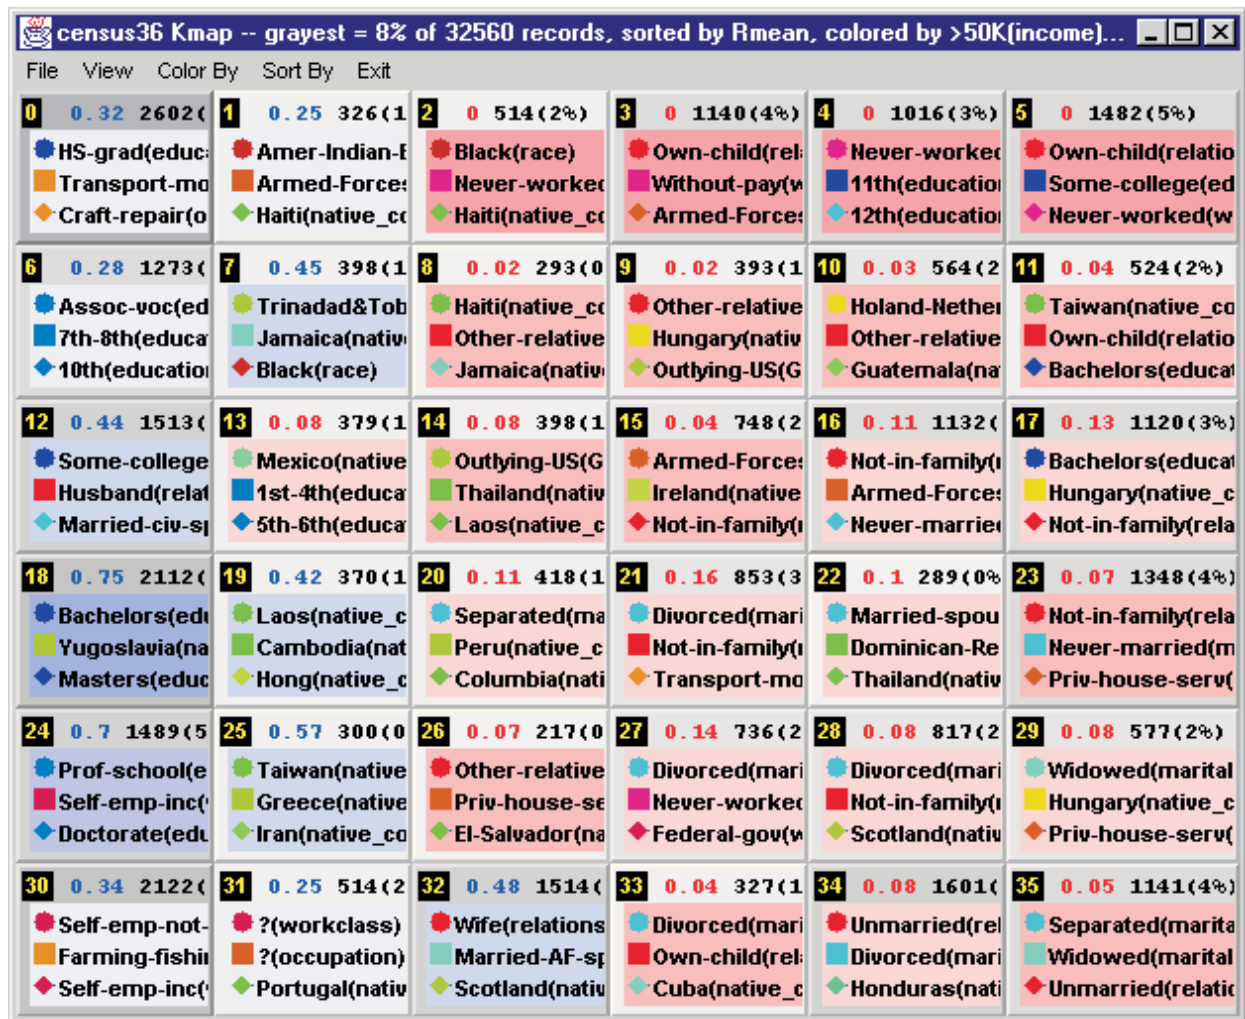 census36 Kmap -- grayest = 8% of 32560 records, sorted by Rmean, colored by >50K(income)...
File View Color By Sort By Exit
0 0.32 2602(
HS-grad(educ
Transport-mo
Craft-repair(o
1 0.25 326(1
Amer-Indian-E
Armed-Forces
Haiti(native_co
2 0 514(2%)
Black(race)
Never-worked
Haiti(native_co
3 0 1140(4%)
Own-child(rel
Without-pay(w
Armed-Forces
4 0 1016(3%)
Never-worked
11th(education
12th(education
5 0 1482(5%)
Own-child(relatio
Some-college(ed
Never-worked(w
6 0.28 1273(
Assoc-voc(ed
7th-8th(educa
10th(education
7 0.45 398(1
Trinadad&Tob
Jamaica(nativ
Black(race)
8 0.02 293(0
Haiti(native_co
Other-relative
Jamaica(nativ
9 0.02 393(1
Other-relative
Hungary(nativ
Outlying-US(G
10 0.03 564(2
Holand-Nether
Other-relative
Guatemala(na
11 0.04 524(2%)
Taiwan(native_co
Own-child(relatio
Bachelors(educat
12 0.44 1513(
Some-college
Husband(relat
Married-civ-sp
13 0.08 379(1
Mexico(native
1st-4th(educa
5th-6th(educa
14 0.08 398(1
Outlying-US(G
Thailand(nativ
Laos(native_c
15 0.04 748(2
Armed-Forces
Ireland(native
Not-in-family(r
16 0.11 1132(
Not-in-family(r
Armed-Forces
Never-married
17 0.13 1120(3%)
Bachelors(educat
Hungary(native_c
Not-in-family(rela
18 0.75 2112(
Bachelors(edu
Yugoslavia(na
Masters(educ
19 0.42 370(1
Laos(native_c
Cambodia(nat
Hong(native_c
20 0.11 418(1
Separated(ma
Peru(native_c
Columbia(nati
21 0.16 853(3
Divorced(mari
Not-in-family(r
Transport-mo
22 0.1 289(0%
Married-spou
Dominican-Re
Thailand(nativ
23 0.07 1348(4%)
Not-in-family(rela
Never-married(m
Priv-house-serv(
24 0.7 1489(5
Prof-school(e
Self-emp-inc(
Doctorate(edu
25 0.57 300(0
Taiwan(native
Greece(native
Iran(native_co
26 0.07 217(0
Other-relative
Priv-house-se
El-Salvador(na
27 0.14 736(2
Divorced(mari
Never-worked
Federal-gov(w
28 0.08 817(2
Divorced(mari
Not-in-family(r
Scotland(nativ
29 0.08 577(2%)
Widowed(marital
Hungary(native_c
Priv-house-serv(
30 0.34 2122(
Self-emp-not-
Farming-fishi
Self-emp-inc(
31 0.25 514(2
?(workclass)
?(occupation)
Portugal(nativ
32 0.48 1514(
Wife(relations
Married-AF-sp
Scotland(nativ
33 0.04 327(1
Divorced(mari
Own-child(rel
Cuba(native_c
34 0.08 1601(
Unmarried(rel
Divorced(mari
Honduras(nati
35 0.05 1141(4%)
Separated(marita
Widowed(marital
Unmarried(relatio